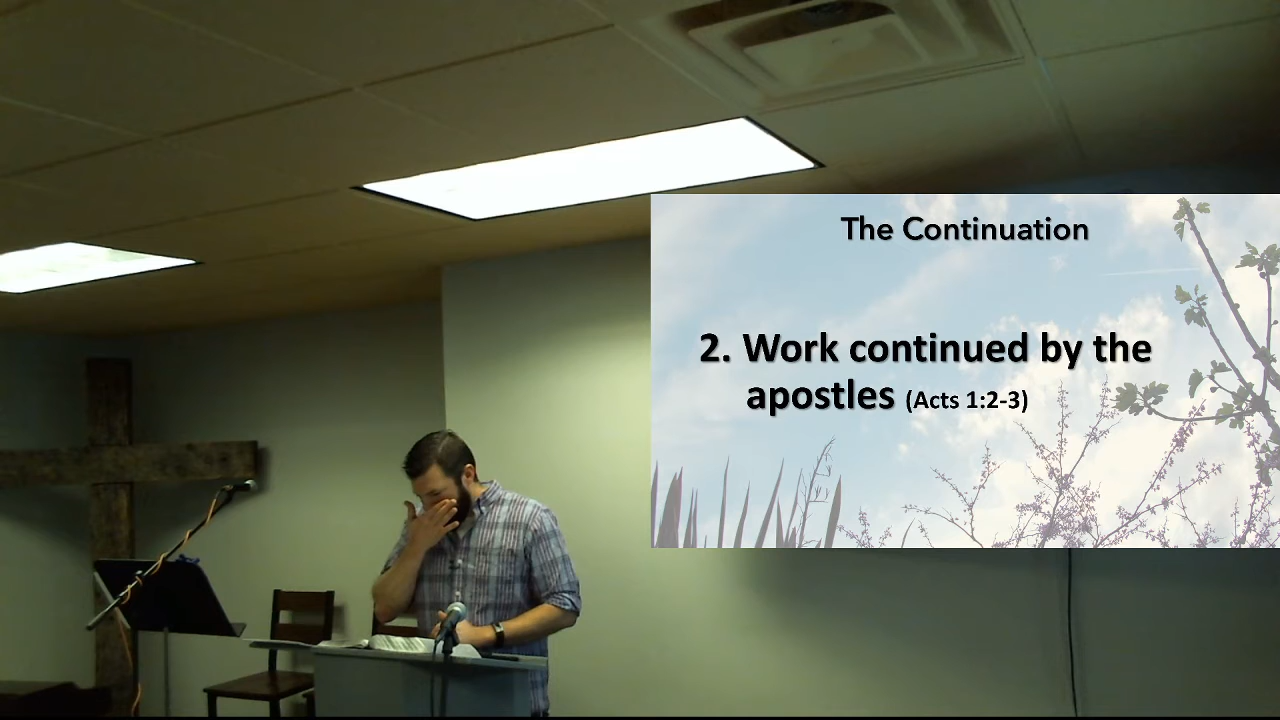 The Continuation
2. Work continued by the
apostles (Acts 1:2-3)